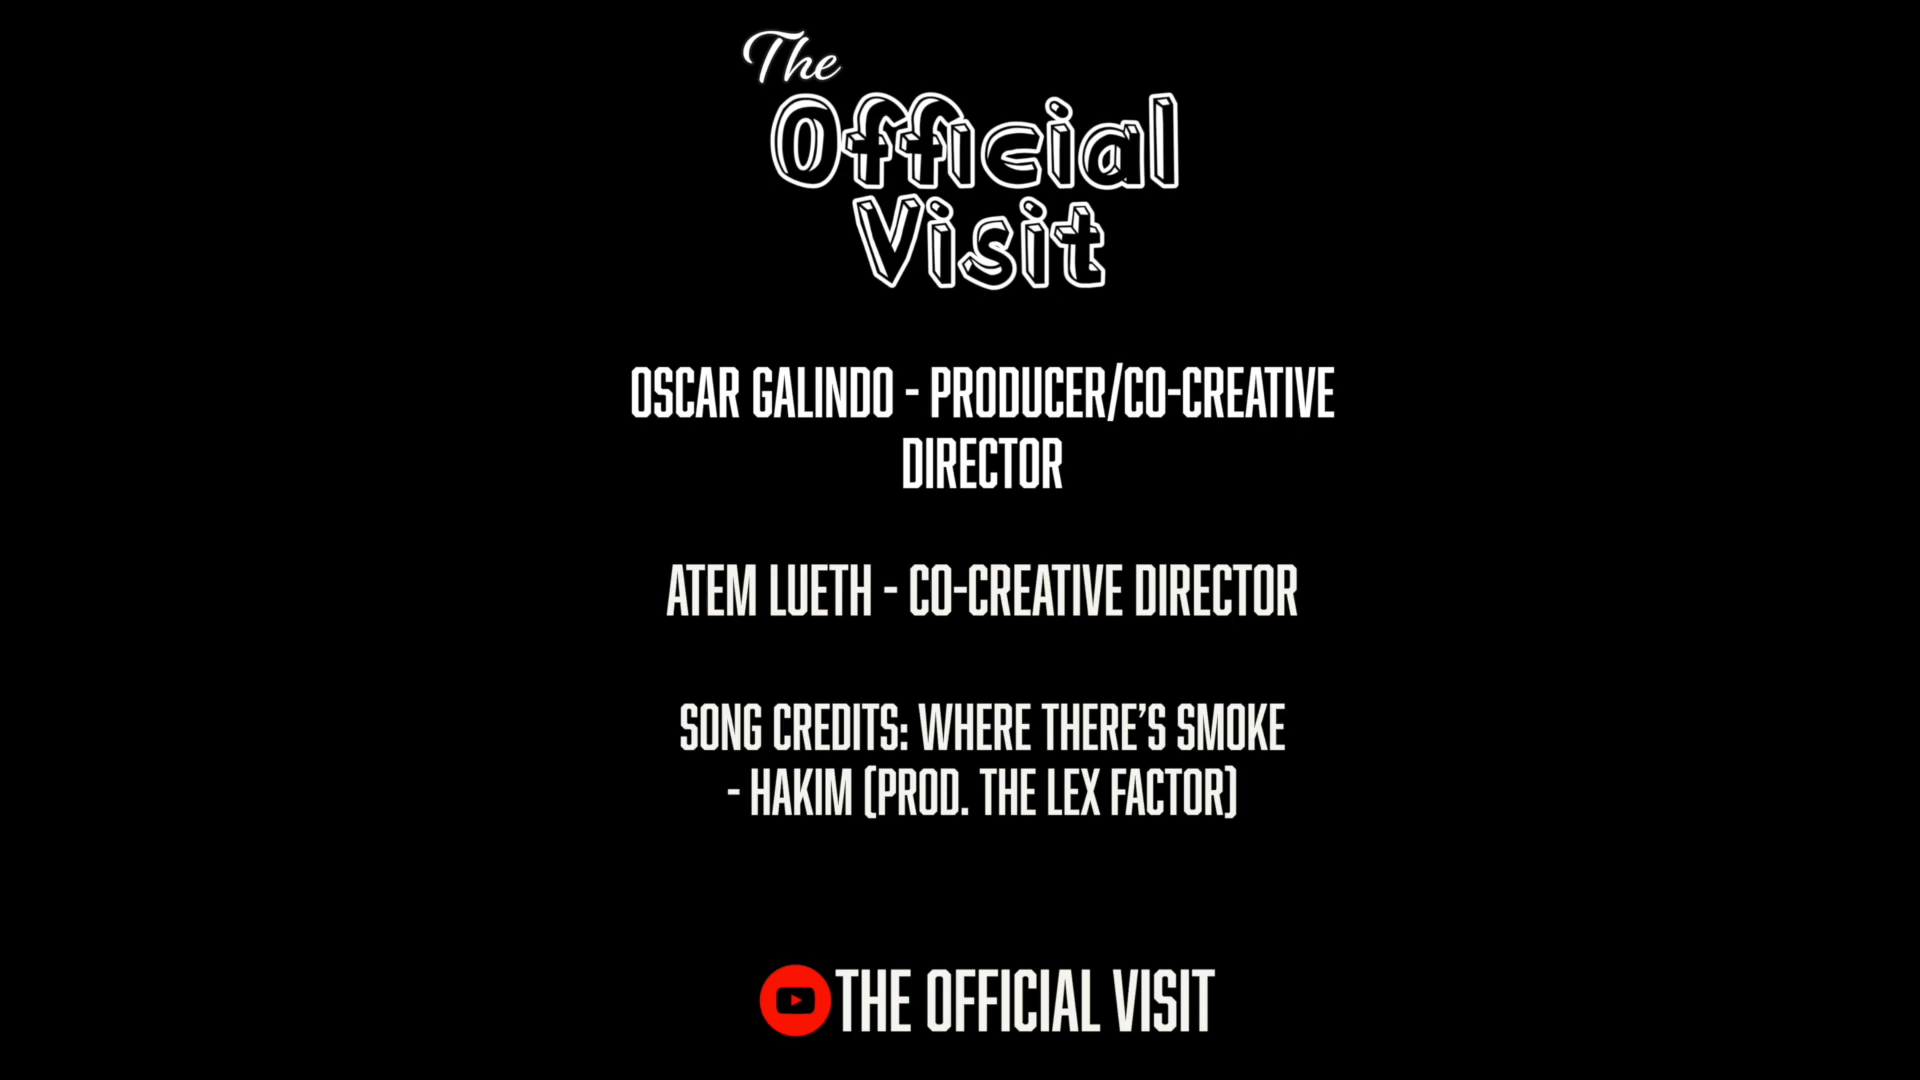 The
Official
Visit
OSCAR GALINDO - PRODUCER/CO-CREATIVE
DIRECTOR
ATEM LUETH - CO-CREATIVE DIRECTOR
SONG CREDITS: WHERE THERE’S SMOKE
- HAKIM (PROD. THE LEX FACTOR)
THE OFFICIAL VISIT